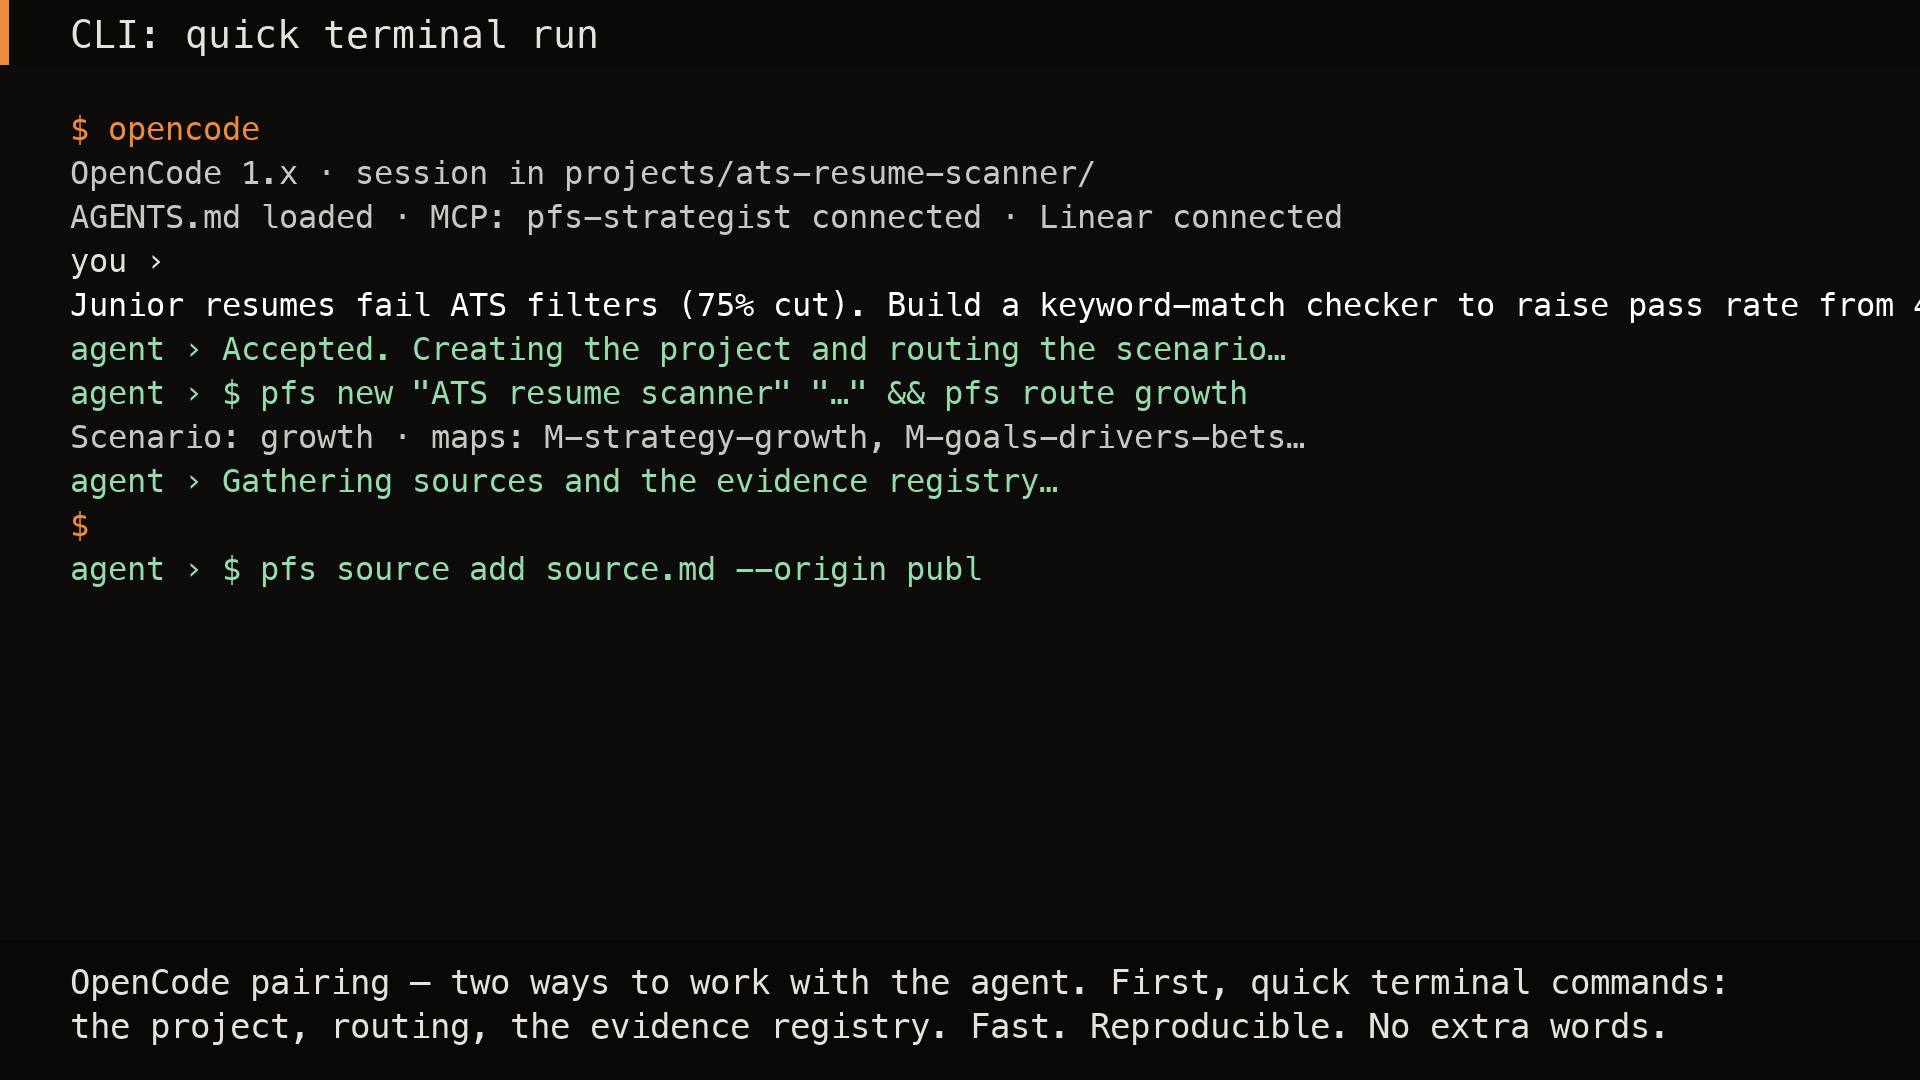 CLI: quick terminal run
$ opencode
OpenCode 1.x · session in projects/ats-resume-scanner/
AGENTS.md loaded · MCP: pfs-strategist connected · Linear connected
you ›
Junior resumes fail ATS filters (75% cut). Build a keyword-match checker to raise pass rate from
agent › Accepted. Creating the project and routing the scenario…
agent › $ pfs new "ATS resume scanner" "…" && pfs route growth
Scenario: growth · maps: M-strategy-growth, M-goals-drivers-bets…
agent › Gathering sources and the evidence registry…
$
agent › $ pfs source add source.md --origin publ
OpenCode pairing — two ways to work with the agent. First, quick terminal commands:
the project, routing, the evidence registry. Fast. Reproducible. No extra words.